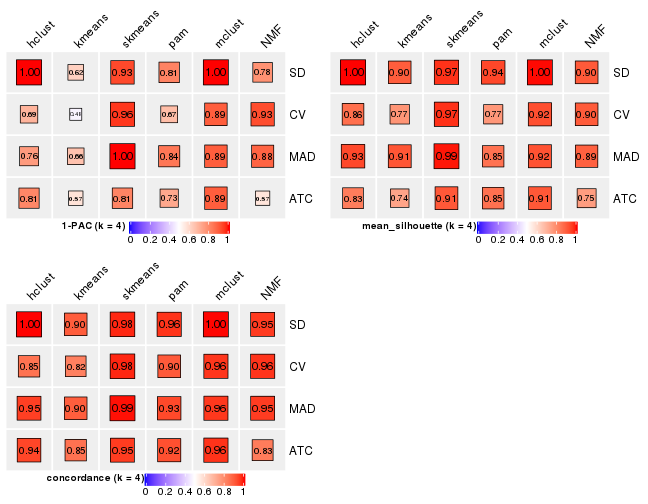 hclust kmeans skmeans pam mclust NMF
1.00 0.62 0.93 0.81 1.00 0.78 SD
0.69 0.48 0.96 0.67 0.89 0.93 CV
0.76 0.66 1.00 0.84 0.89 0.88 MAD
0.81 0.57 0.81 0.73 0.89 0.57 ATC
1-PAC (k = 4)
0 0.2 0.4 0.6 0.8 1
hclust kmeans skmeans pam mclust NMF
1.00 0.90 0.97 0.94 1.00 0.90 SD
0.86 0.77 0.97 0.77 0.92 0.90 CV
0.93 0.91 0.99 0.85 0.92 0.89 MAD
0.83 0.74 0.91 0.85 0.91 0.75 ATC
mean_silhouette (k = 4)
0 0.2 0.4 0.6 0.8 1
hclust kmeans skmeans pam mclust NMF
1.00 0.90 0.98 0.96 1.00 0.95 SD
0.85 0.82 0.98 0.90 0.96 0.96 CV
0.95 0.90 0.99 0.93 0.96 0.95 MAD
0.94 0.85 0.95 0.92 0.96 0.83 ATC
concordance (k = 4)
0 0.2 0.4 0.6 0.8 1